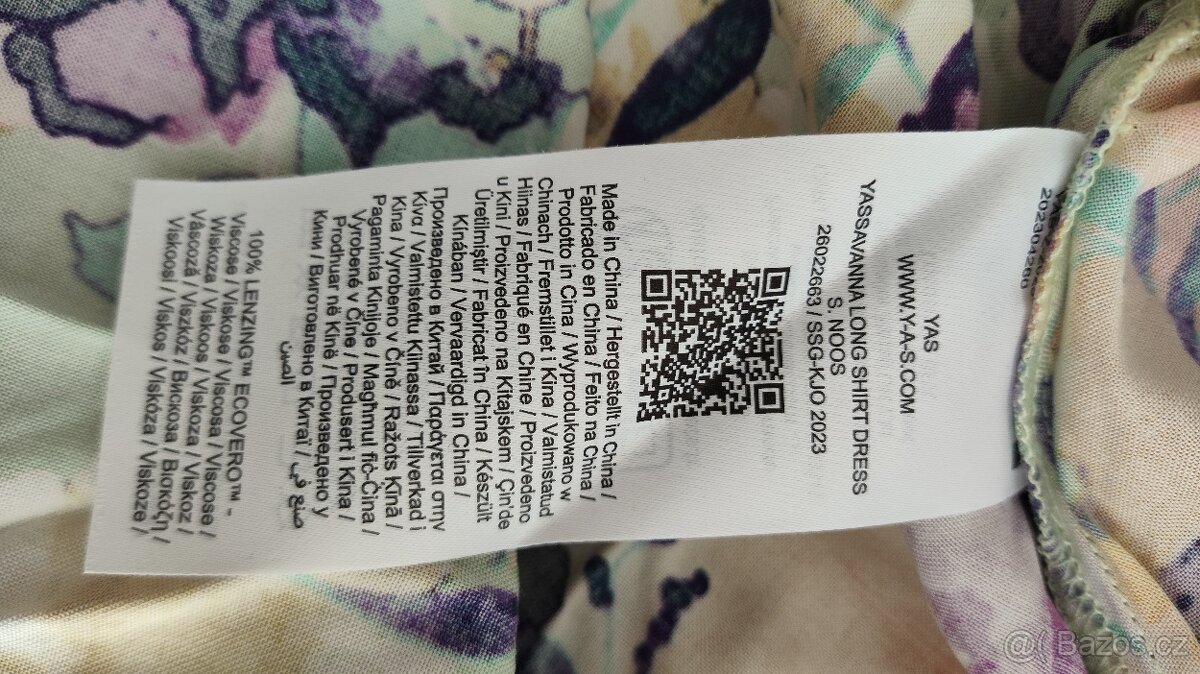 20230426
YAS
WWW.Y-A-S.COM
YASSAVANNA LONG SHIRT DRESS
S. NOOS
26022663 / SSG-KJO 2023
Made in China / Hergestellt in China /
Fabricado en China / Feito na China /
Prodotto in Cina / Wyprodukowano w
Chinach / Fremstillet i Kina / Valmistatud
Hiinas / Fabriqué en Chine / Proizvedeno
u Kini / Proizvedeno na Kitajskem / Çin'de
Üretilmiştir / Fabricat în China / Készült
Kínában / Vervaardigd in China /
Произведено в Китай / Παράγεται στην
Κίνα / Valmistettu Kiinassa / Tillverkad i
Kina / Vyrobeno v Číně / Ražots Ķīnā /
Pagaminta Kinijoje / Magħmul fiċ-Ċina /
Vyrobené v Číne / Produsert i Kina /
Prodhuar në Kinë / Произведено у
Кини / Виготовлено в Китаї / صنع في
الصين
100% LENZING™ ECOVERO™ -
Viscose / Viskose / Viscosa / Viscose /
Wiskoza / Viskoos / Viskoza / Viskoz /
Vâscoză / Viszkóz / Вискоза / Βισκόζη /
Viskoosi / Viskos / Viskóza / Viskoze /
@( Bazos.cz